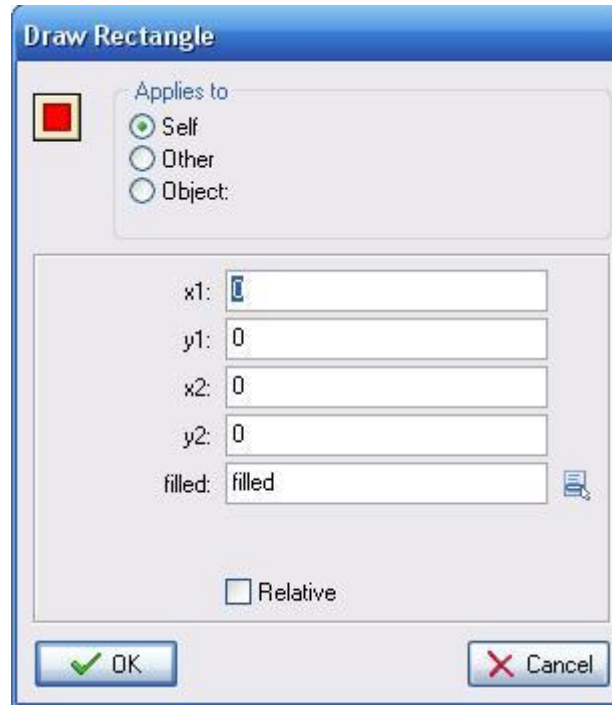 Draw Rectangle
Applies to
Self
Other
Object:
x1: 0
y1: 0
x2: 0
y2: 0
filled: filled
Relative
OK
Cancel